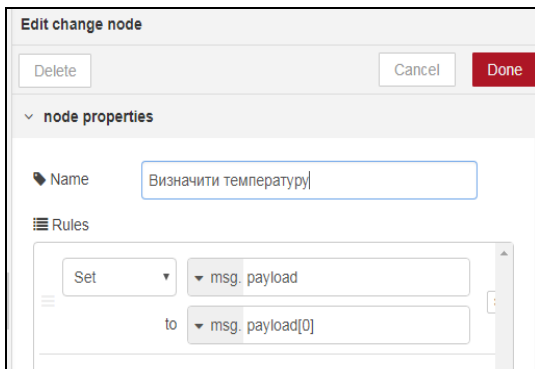 Edit change node
Delete Cancel Done
node properties
Name Визначити температуру
Rules
Set msg. payload
to msg. payload[0]